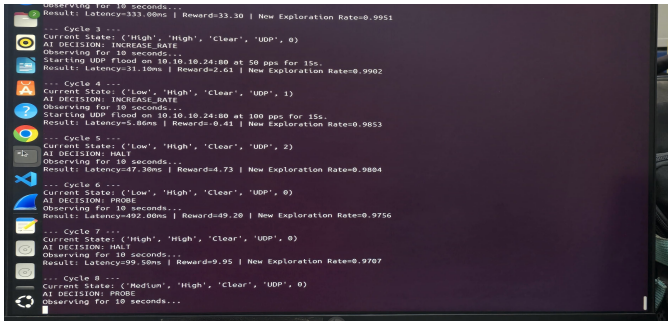 Observing for 10 seconds...
Result: Latency=333.00ms | Reward=33.30 | New Exploration Rate=0.9951
--- Cycle 3 ---
Current State: ('High', 'High', 'Clear', 'UDP', 0)
AI DECISION: INCREASE_RATE
Observing for 10 seconds...
Starting UDP flood on 10.10.10.24:80 at 50 pps for 15s.
Result: Latency=31.10ms | Reward=2.61 | New Exploration Rate=0.9902
--- Cycle 4 ---
Current State: ('Low', 'High', 'Clear', 'UDP', 1)
AI DECISION: INCREASE_RATE
Observing for 10 seconds...
Starting UDP flood on 10.10.10.24:80 at 100 pps for 15s.
Result: Latency=5.86ms | Reward=-0.41 | New Exploration Rate=0.9853
--- Cycle 5 ---
Current State: ('Low', 'High', 'Clear', 'UDP', 2)
AI DECISION: HALT
Observing for 10 seconds...
Result: Latency=47.30ms | Reward=4.73 | New Exploration Rate=0.9804
--- Cycle 6 ---
Current State: ('Low', 'High', 'Clear', 'UDP', 0)
AI DECISION: PROBE
Observing for 10 seconds...
Result: Latency=492.00ms | Reward=49.20 | New Exploration Rate=0.9756
--- Cycle 7 ---
Current State: ('High', 'High', 'Clear', 'UDP', 0)
AI DECISION: HALT
Observing for 10 seconds...
Result: Latency=99.50ms | Reward=9.95 | New Exploration Rate=0.9707
--- Cycle 8 ---
Current State: ('Medium', 'High', 'Clear', 'UDP', 0)
AI DECISION: PROBE
Observing for 10 seconds...